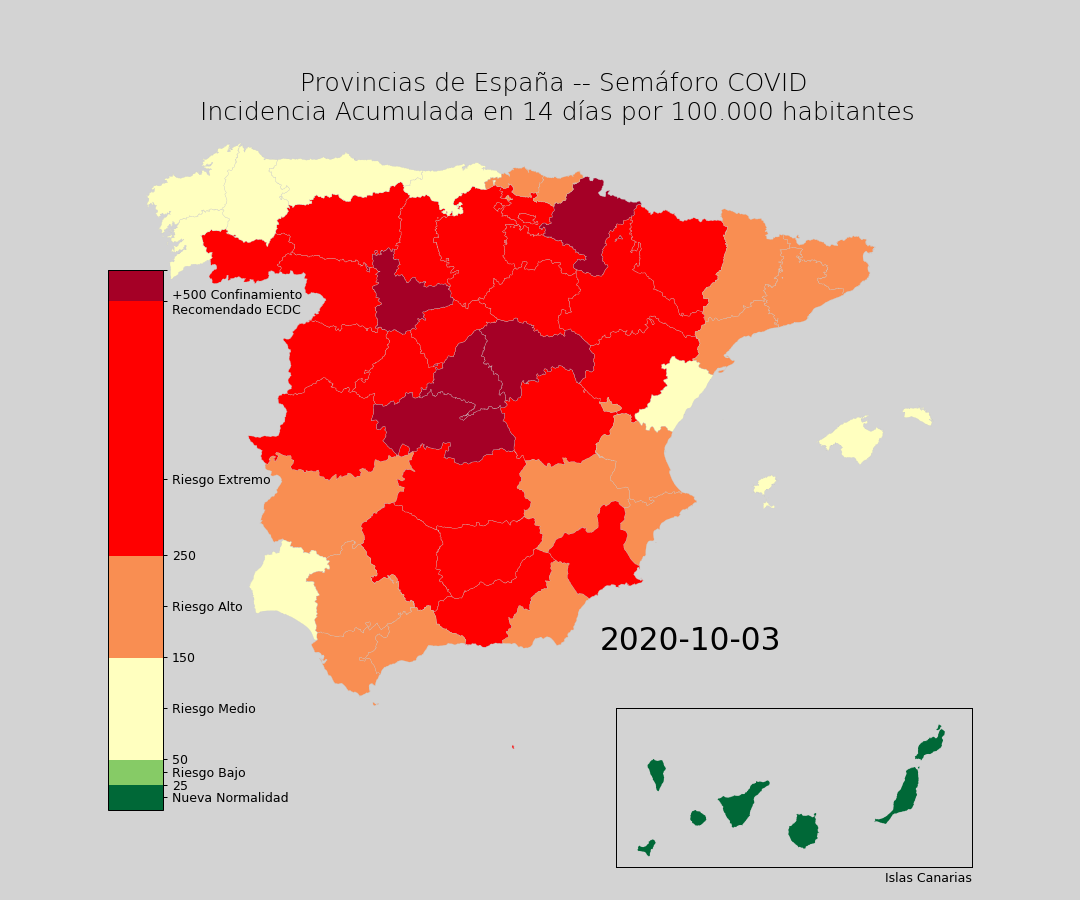 Provincias de España -- Semáforo COVID
Incidencia Acumulada en 14 días por 100.000 habitantes
+500 Confinamiento
Recomendado ECDC
Riesgo Extremo
250
Riesgo Alto
150
Riesgo Medio
50
Riesgo Bajo
25
Nueva Normalidad
2020-10-03
Islas Canarias